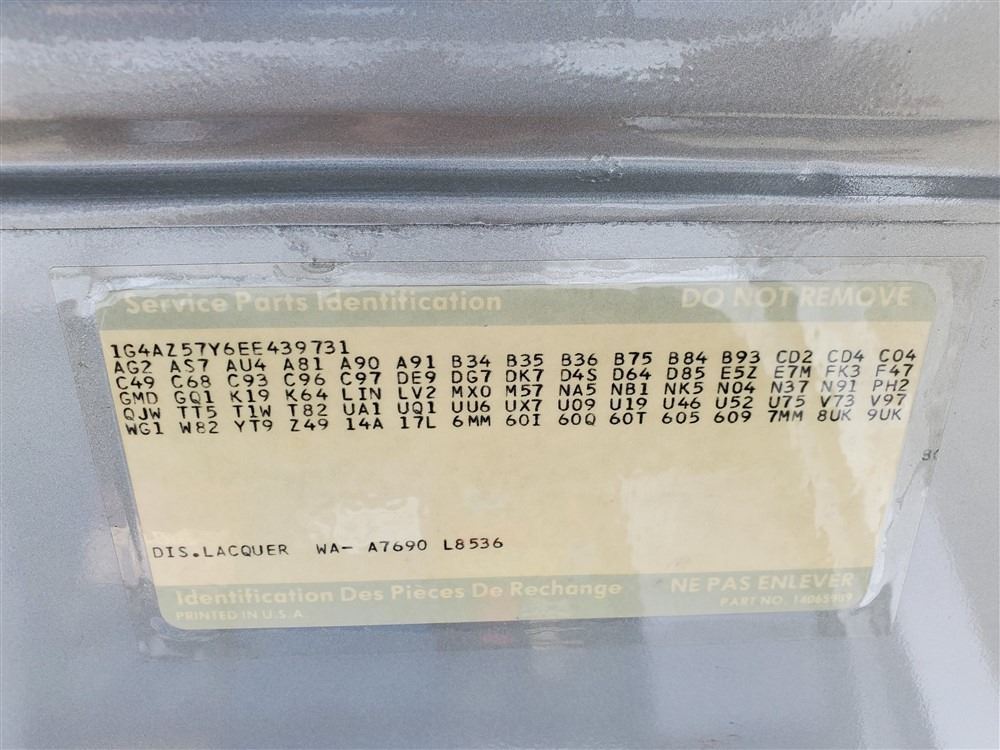 Service Parts Identification DO NOT REMOVE
1G4AZ57Y6EE439731
AG2 AS7 AU4 A81 A90 A91 B34 B35 B36 B75 B84 B93 CD2 CD4 C04
C49 C68 C93 C96 C97 DE9 DG7 DK7 D4S D64 D85 E5Z E7M FK3 F47
GMD GQ1 K19 K64 LIN LV2 MX0 M57 NA5 NB1 NK5 N04 N37 N91 PH2
QJW TT5 T1W T82 UA1 UQ1 UU6 UX7 U09 U19 U46 U52 U75 V73 V97
WG1 W82 YT9 Z49 14A 17L 6MM 60I 60Q 60T 605 609 7MM 8UK 9UK
DIS.LACQUER WA- A7690 L8536
Identification Des Pièces De Rechange NE PAS ENLEVER
PRINTED IN U.S.A. PART NO. 14065989